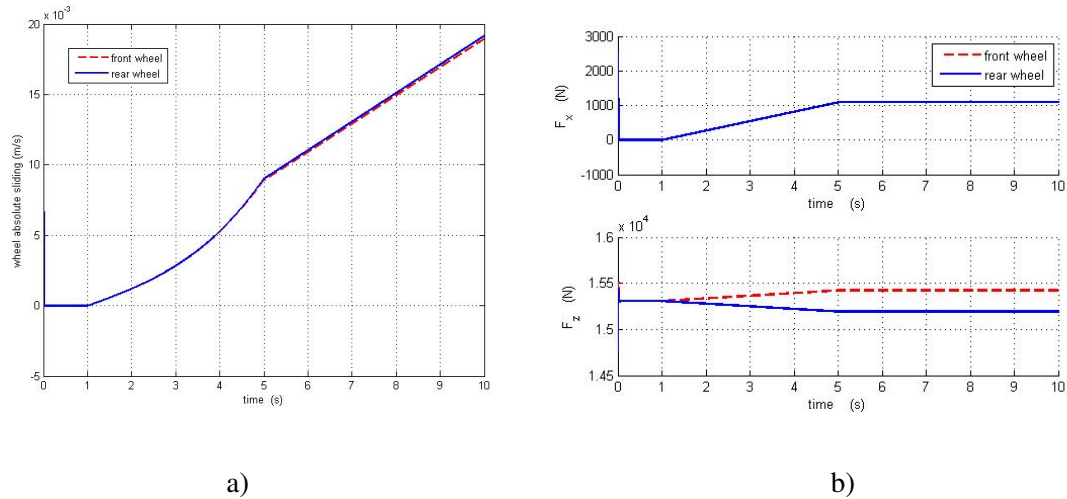 x 10⁻³
20
15
10
5
0
-5
wheel absolute sliding (m/s)
front wheel
rear wheel
0 1 2 3 4 5 6 7 8 9 10
time (s)
a)
3000
2000
1000
0
-1000
F_x (N)
front wheel
rear wheel
0 1 2 3 4 5 6 7 8 9 10
time (s)
x 10⁴
1.6
1.55
1.5
1.45
F_z (N)
0 1 2 3 4 5 6 7 8 9 10
time (s)
b)